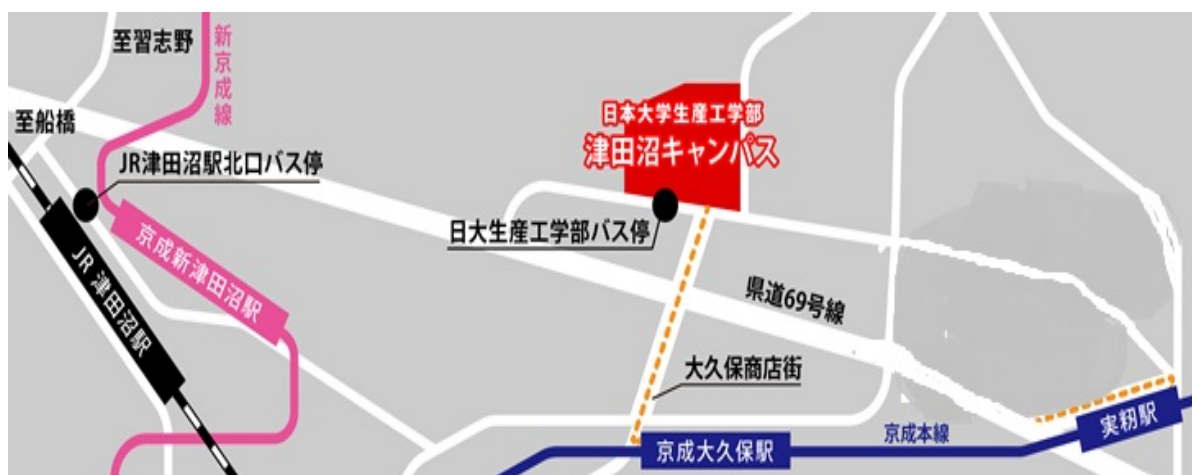 至習志野
新京成線
至船橋
JR津田沼駅北口バス停
日本大学生産工学部
津田沼キャンパス
京成新津田沼駅
日大生産工学部バス停
JR 津田沼駅
県道69号線
大久保商店街
京成大久保駅
京成本線
実籾駅